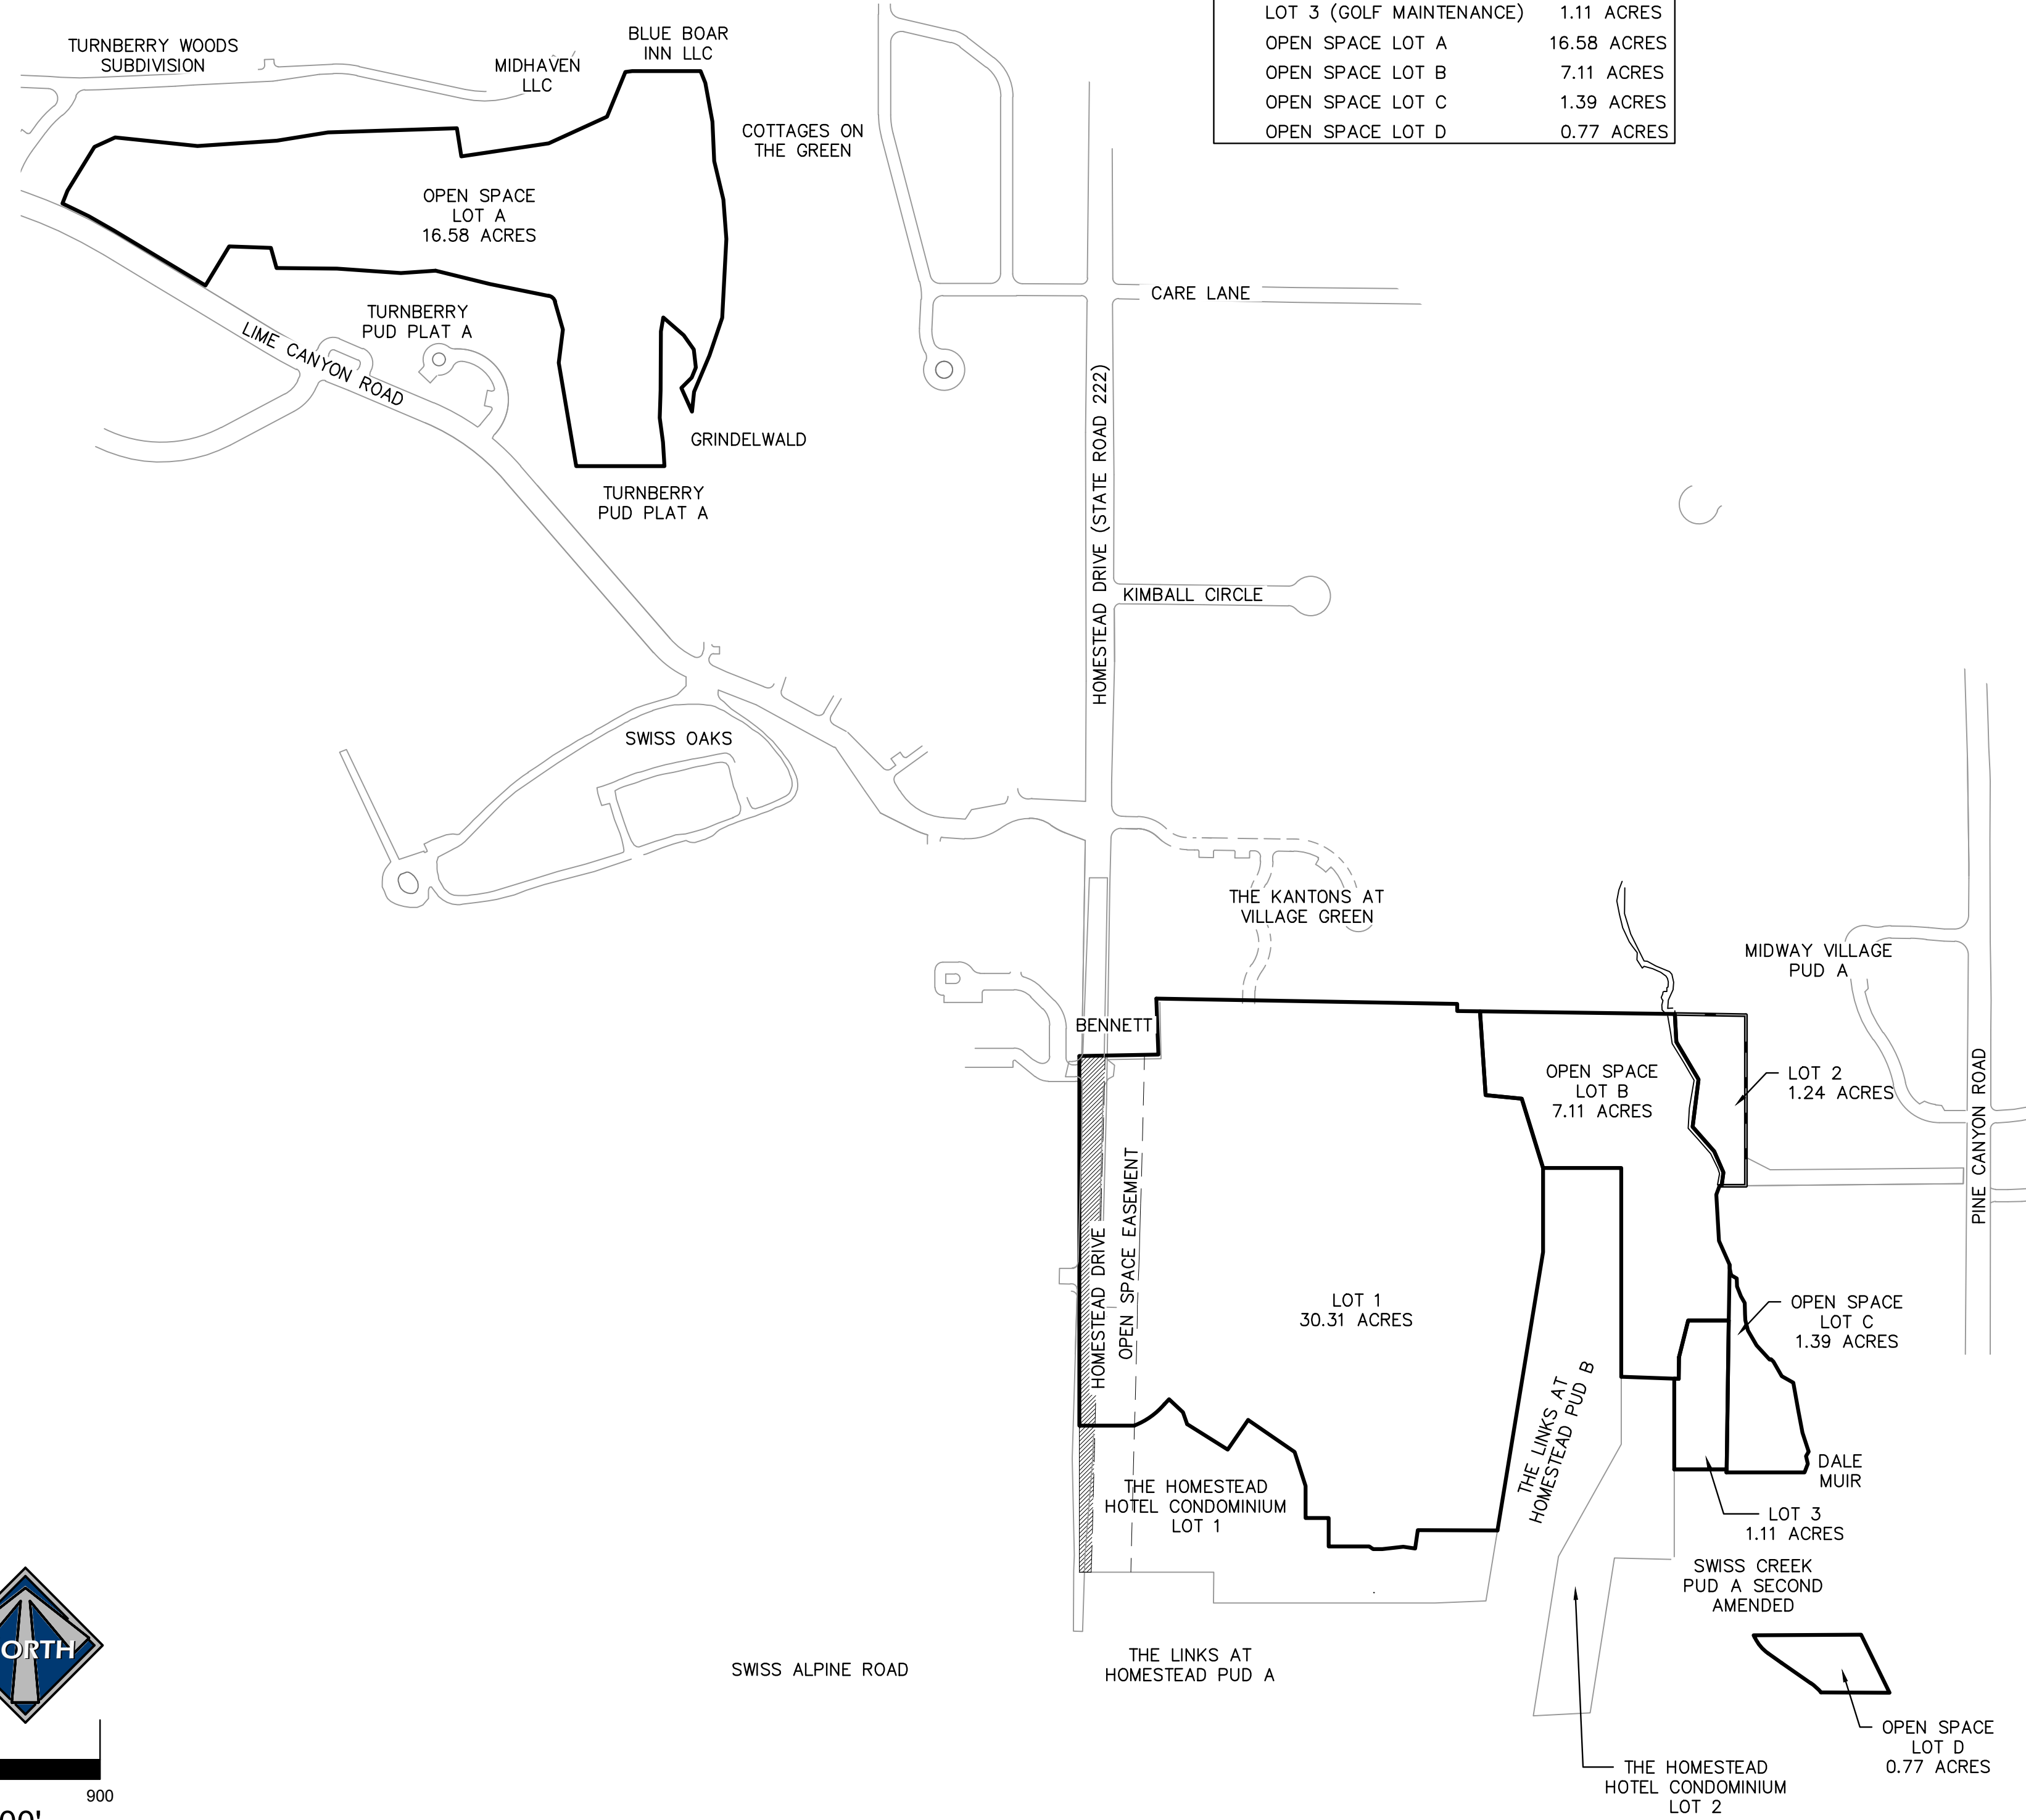 LOT 3 (GOLF MAINTENANCE) 1.11 ACRES
OPEN SPACE LOT A 16.58 ACRES
OPEN SPACE LOT B 7.11 ACRES
OPEN SPACE LOT C 1.39 ACRES
OPEN SPACE LOT D 0.77 ACRES
TURNBERRY WOODS
SUBDIVISION
MIDHAVEN
LLC
BLUE BOAR
INN LLC
COTTAGES ON
THE GREEN
OPEN SPACE
LOT A
16.58 ACRES
CARE LANE
TURNBERRY
PUD PLAT A
LIME CANYON ROAD
GRINDELWALD
TURNBERRY
PUD PLAT A
HOMESTEAD DRIVE (STATE ROAD 222)
KIMBALL CIRCLE
SWISS OAKS
THE KANTONS AT
VILLAGE GREEN
MIDWAY VILLAGE
PUD A
BENNETT
OPEN SPACE
LOT B
7.11 ACRES
LOT 2
1.24 ACRES
PINE CANYON ROAD
HOMESTEAD DRIVE
OPEN SPACE EASEMENT
LOT 1
30.31 ACRES
OPEN SPACE
LOT C
1.39 ACRES
THE LINKS AT
HOMESTEAD PUD B
DALE
MUIR
THE HOMESTEAD
HOTEL CONDOMINIUM
LOT 1
LOT 3
1.11 ACRES
SWISS CREEK
PUD A SECOND
AMENDED
SWISS ALPINE ROAD
THE LINKS AT
HOMESTEAD PUD A
OPEN SPACE
LOT D
0.77 ACRES
THE HOMESTEAD
HOTEL CONDOMINIUM
LOT 2
ORTH
900